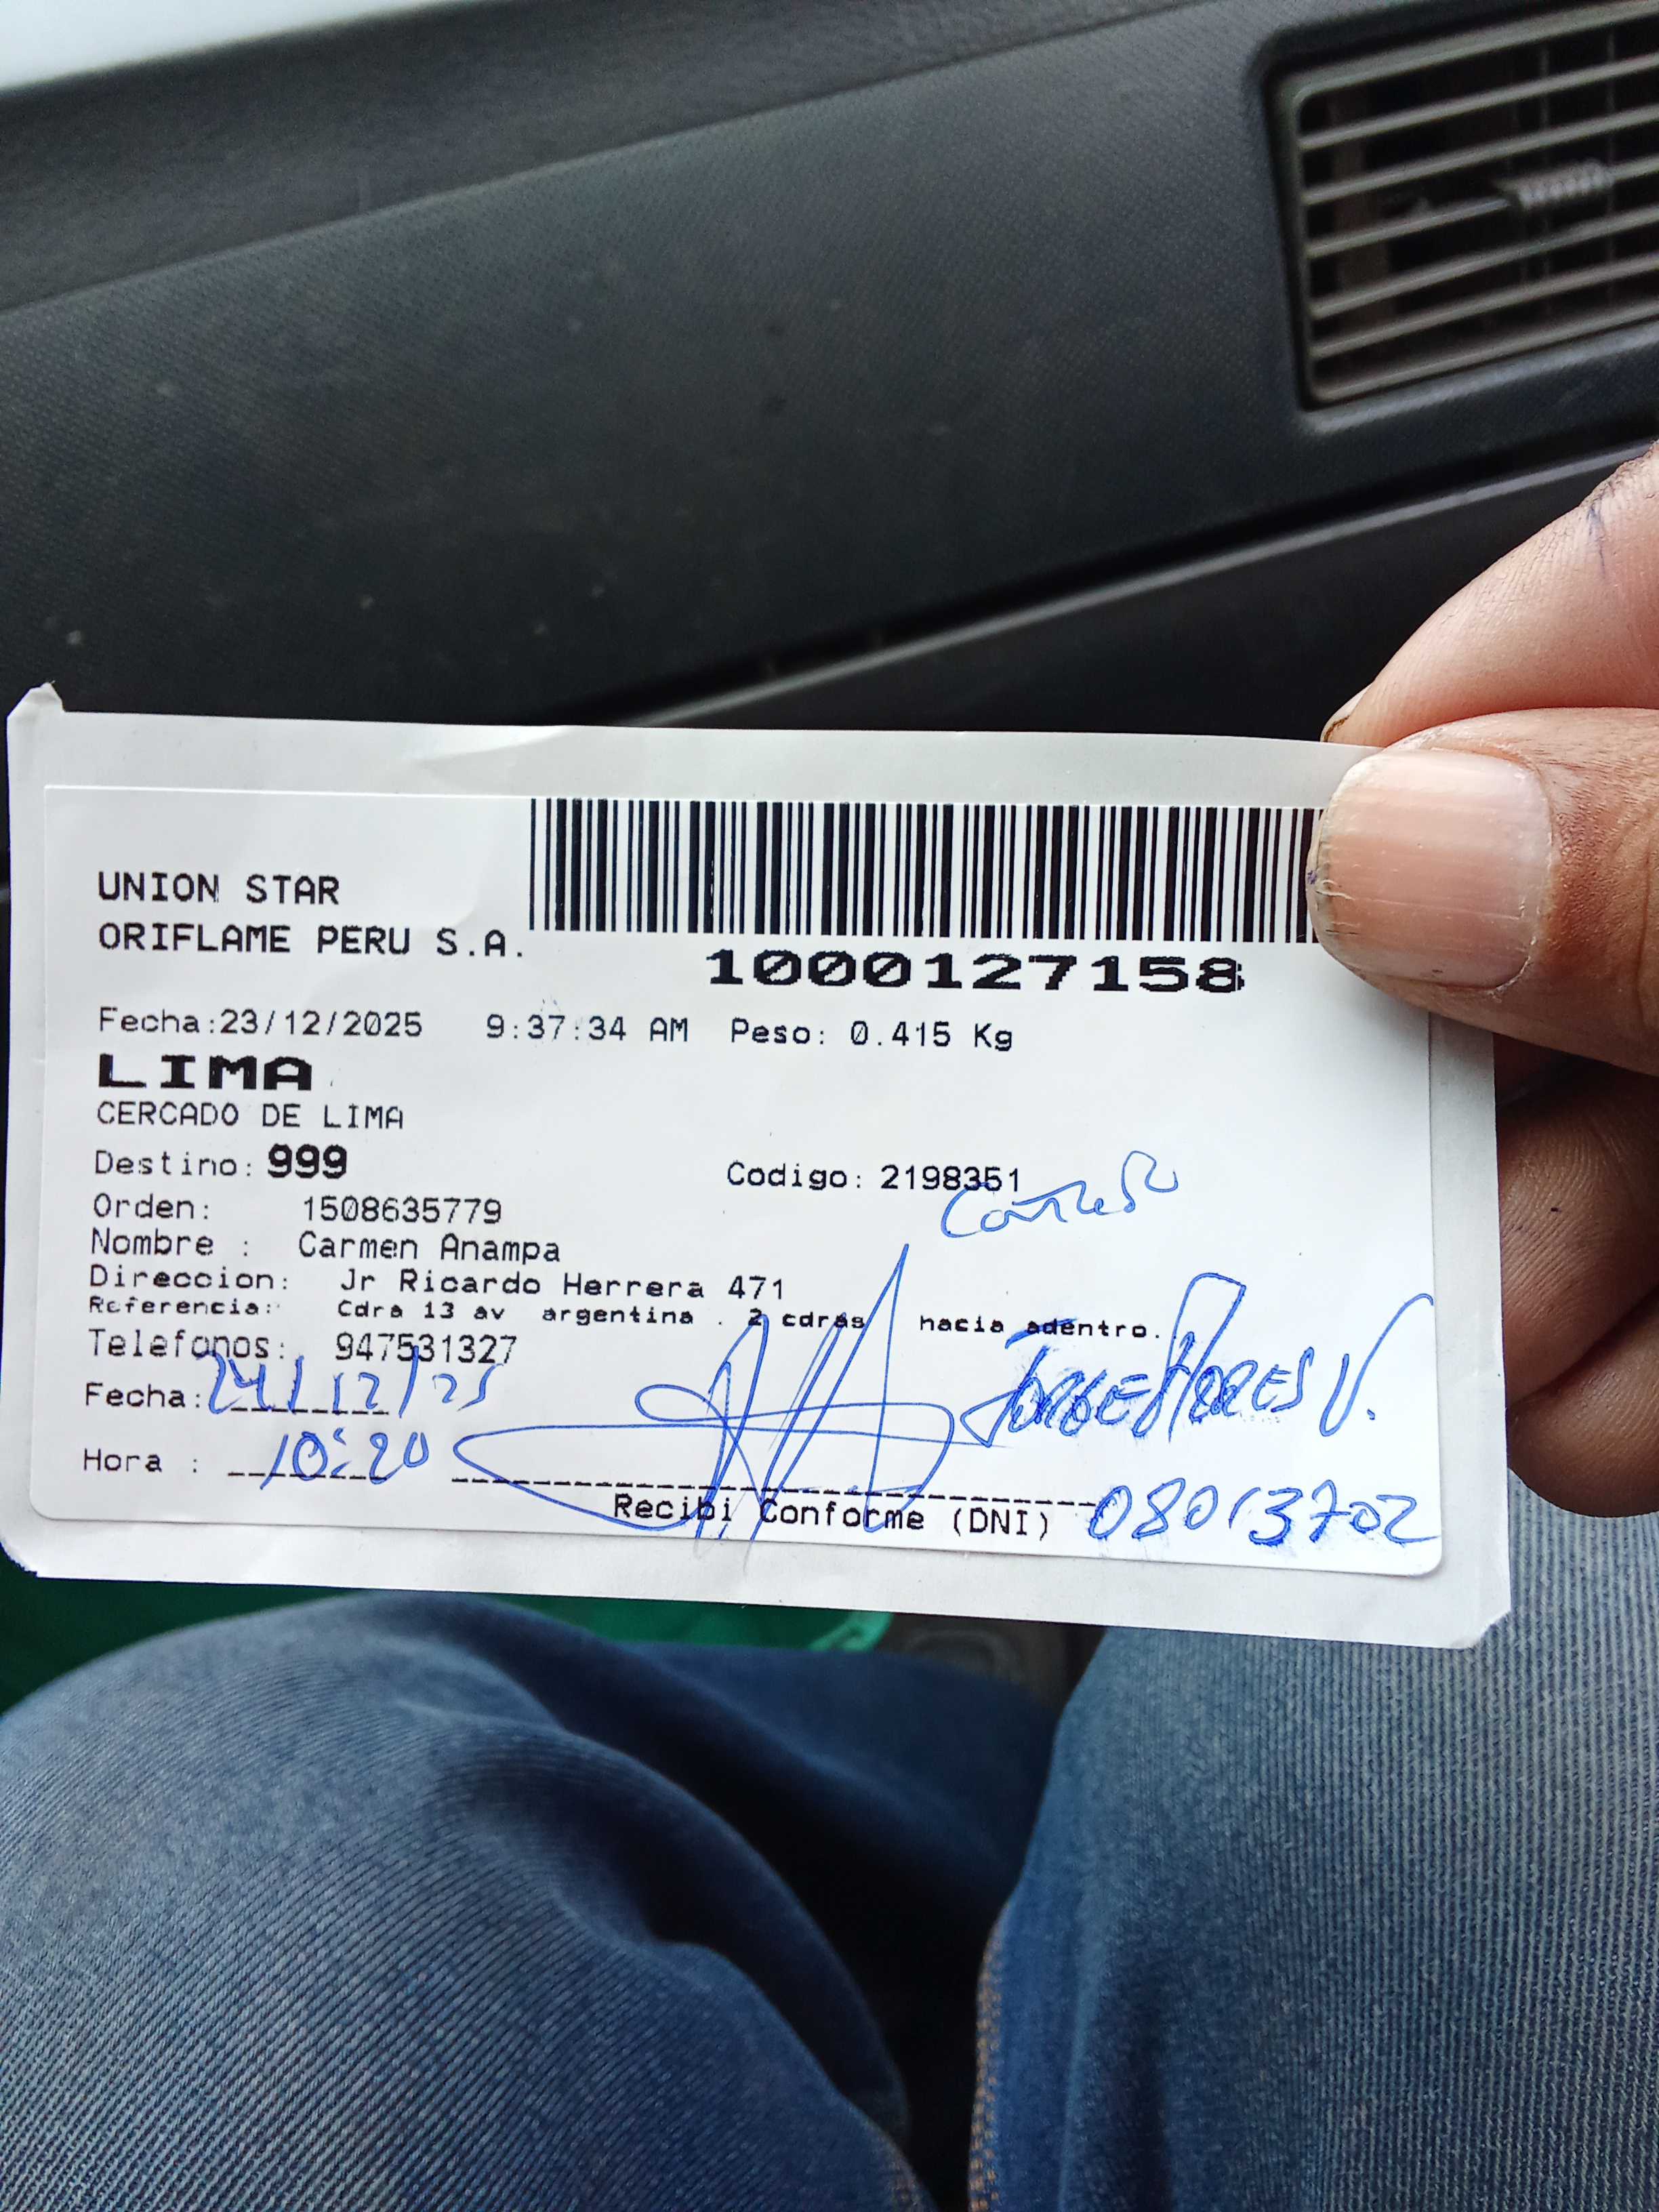 UNION STAR
ORIFLAME PERU S.A.
1000127158
Fecha:23/12/2025 9:37:34 AM Peso: 0.415 Kg
LIMA
CERCADO DE LIMA
Destino: 999 Codigo: 2198351
Orden: 1508635779
Nombre : Carmen Anampa
Direccion: Jr Ricardo Herrera 471
Referencia: Cdra 13 av argentina . 2 cdras hacia adentro.
Telefonos: 947531327
Fecha: 24/12/25 JORGE FLORES V.
Hora : 10:20
Recibi Conforme (DNI) 08013702